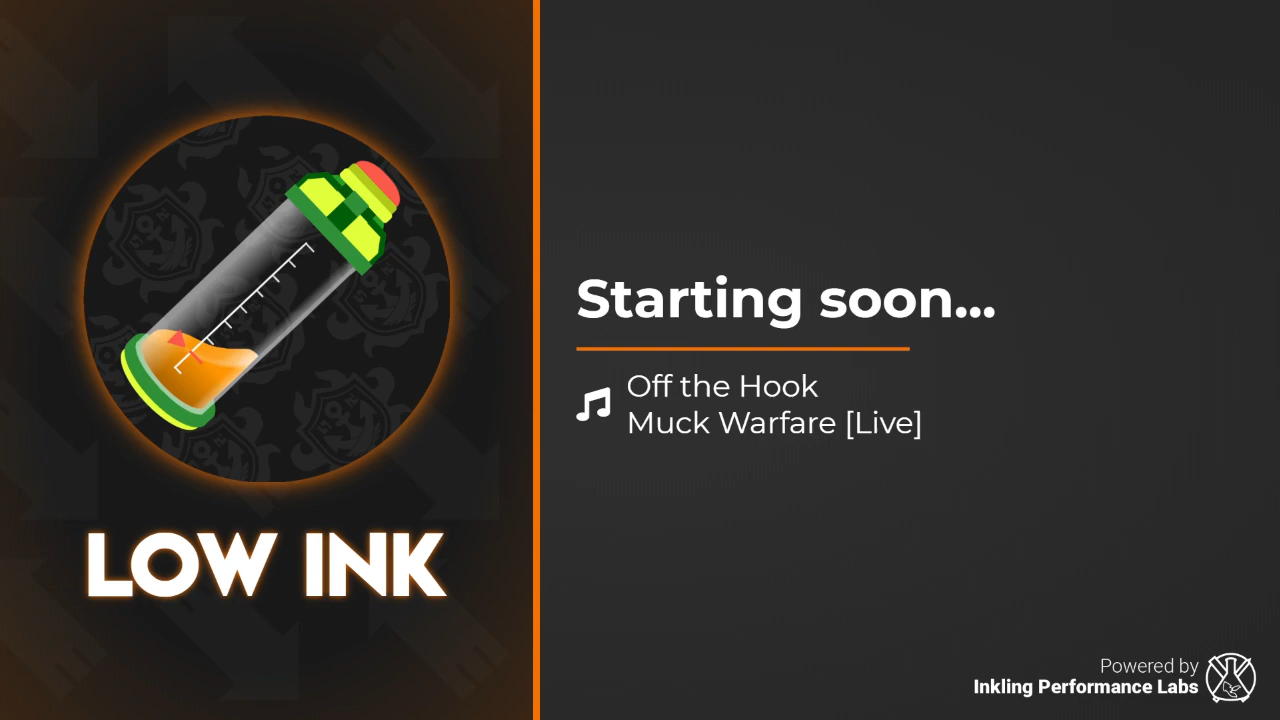 LOW INK
Starting soon...
Off the Hook
Muck Warfare [Live]
Powered by
Inkling Performance Labs